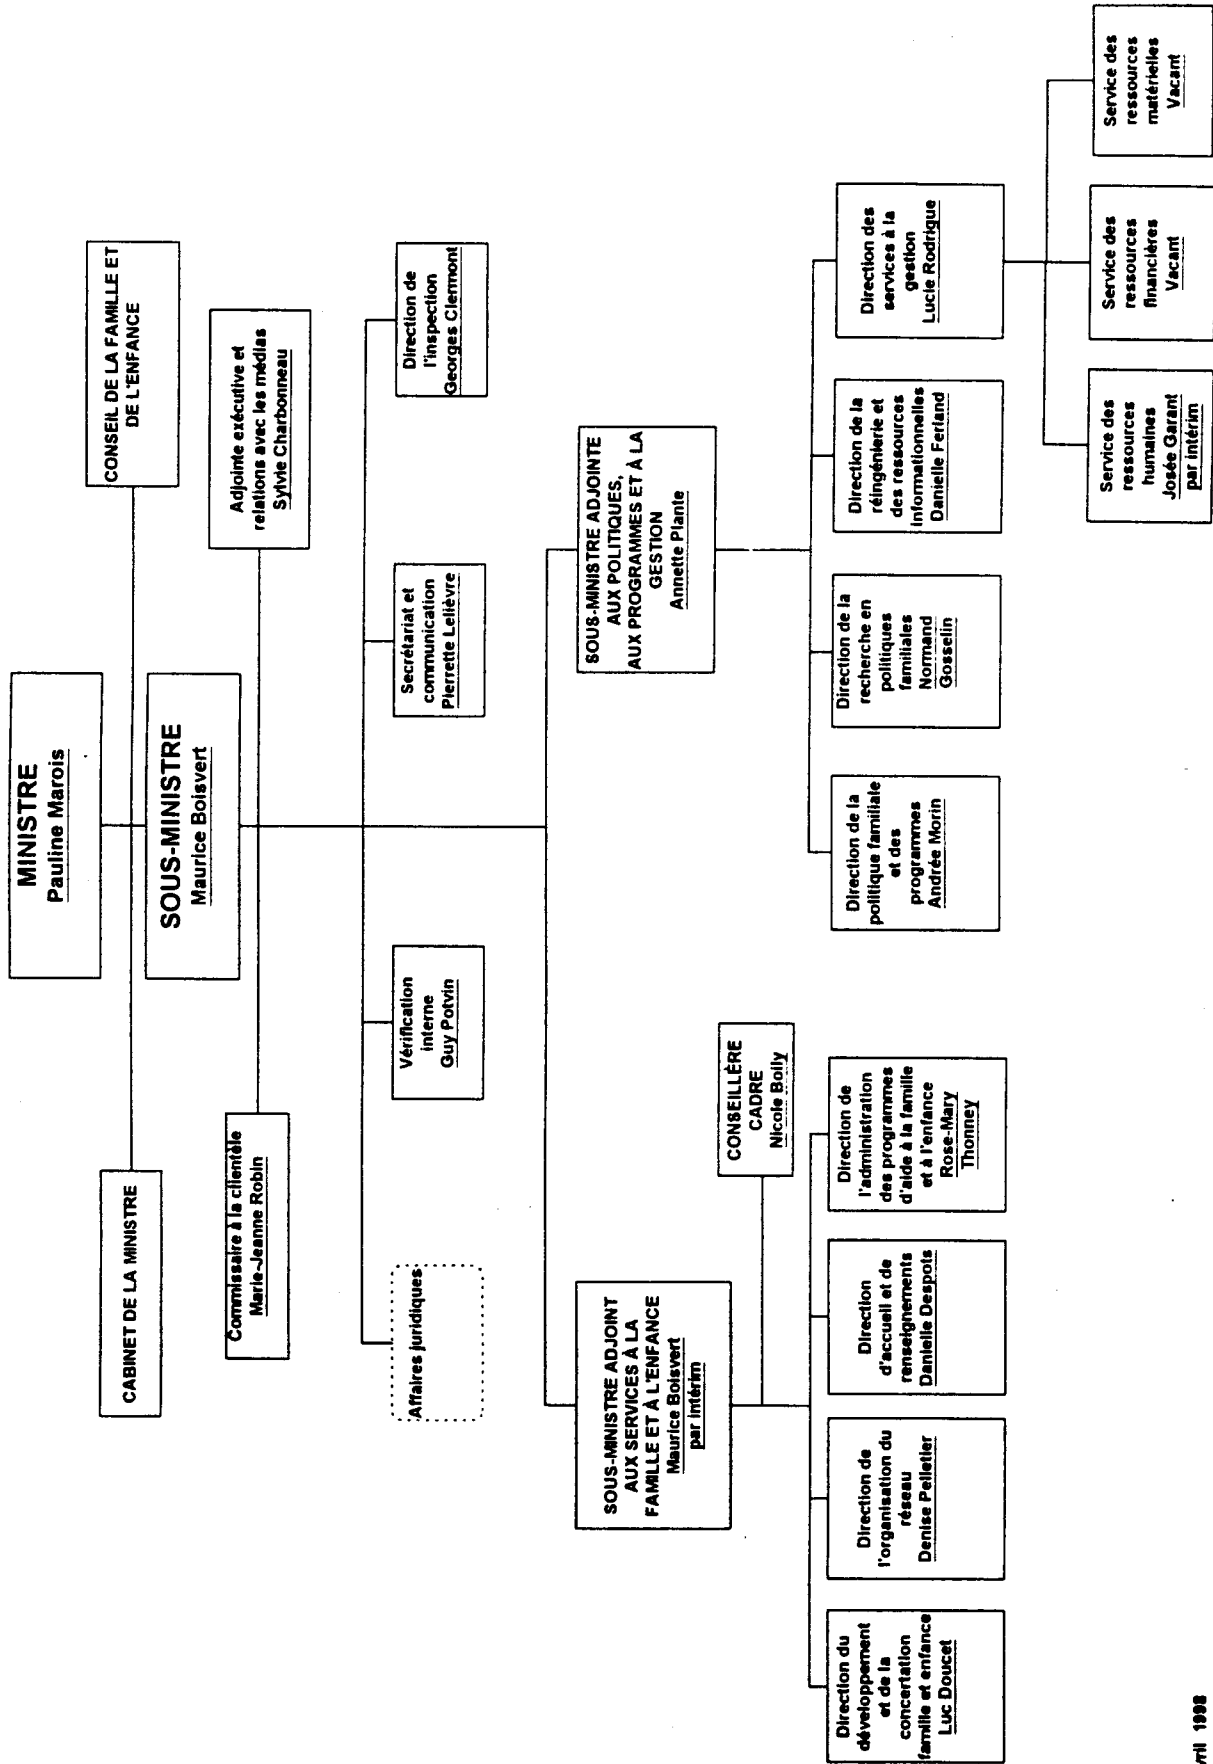 MINISTRE
Pauline Marois
CABINET DE LA MINISTRE
CONSEIL DE LA FAMILLE ET
DE L'ENFANCE
SOUS-MINISTRE
Maurice Boisvert
Commissaire à la clientèle
Marie-Jeanne Robin
Adjointe exécutive et
relations avec les médias
Sylvie Charbonneau
Affaires juridiques
Vérification
interne
Guy Potvin
Secrétariat et
communication
Pierrette Lelièvre
Direction de
l'inspection
Georges Clermont
SOUS-MINISTRE ADJOINT
AUX SERVICES À LA
FAMILLE ET À L'ENFANCE
Maurice Boisvert
par intérim
SOUS-MINISTRE ADJOINTE
AUX POLITIQUES,
AUX PROGRAMMES ET À LA
GESTION
Annette Plante
CONSEILLÈRE
CADRE
Nicole Boily
Direction du
développement
et de la
concertation
famille et enfance
Luc Doucet
Direction de
l'organisation du
réseau
Denise Pelletier
Direction
d'accueil et de
renseignements
Danielle Despots
Direction de
l'administration
des programmes
d'aide à la famille
et à l'enfance
Rose-Mary
Thonney
Direction de la
politique familiale
et des
programmes
Andrée Morin
Direction de la
recherche en
politiques
familiales
Normand
Gosselin
Direction de la
réingénierie et
des ressources
informationnelles
Danielle Ferland
Direction des
services à la
gestion
Lucie Rodrigue
Service des
ressources
humaines
Josée Garant
par intérim
Service des
ressources
financières
Vacant
Service des
ressources
matérielles
Vacant
vril 1998